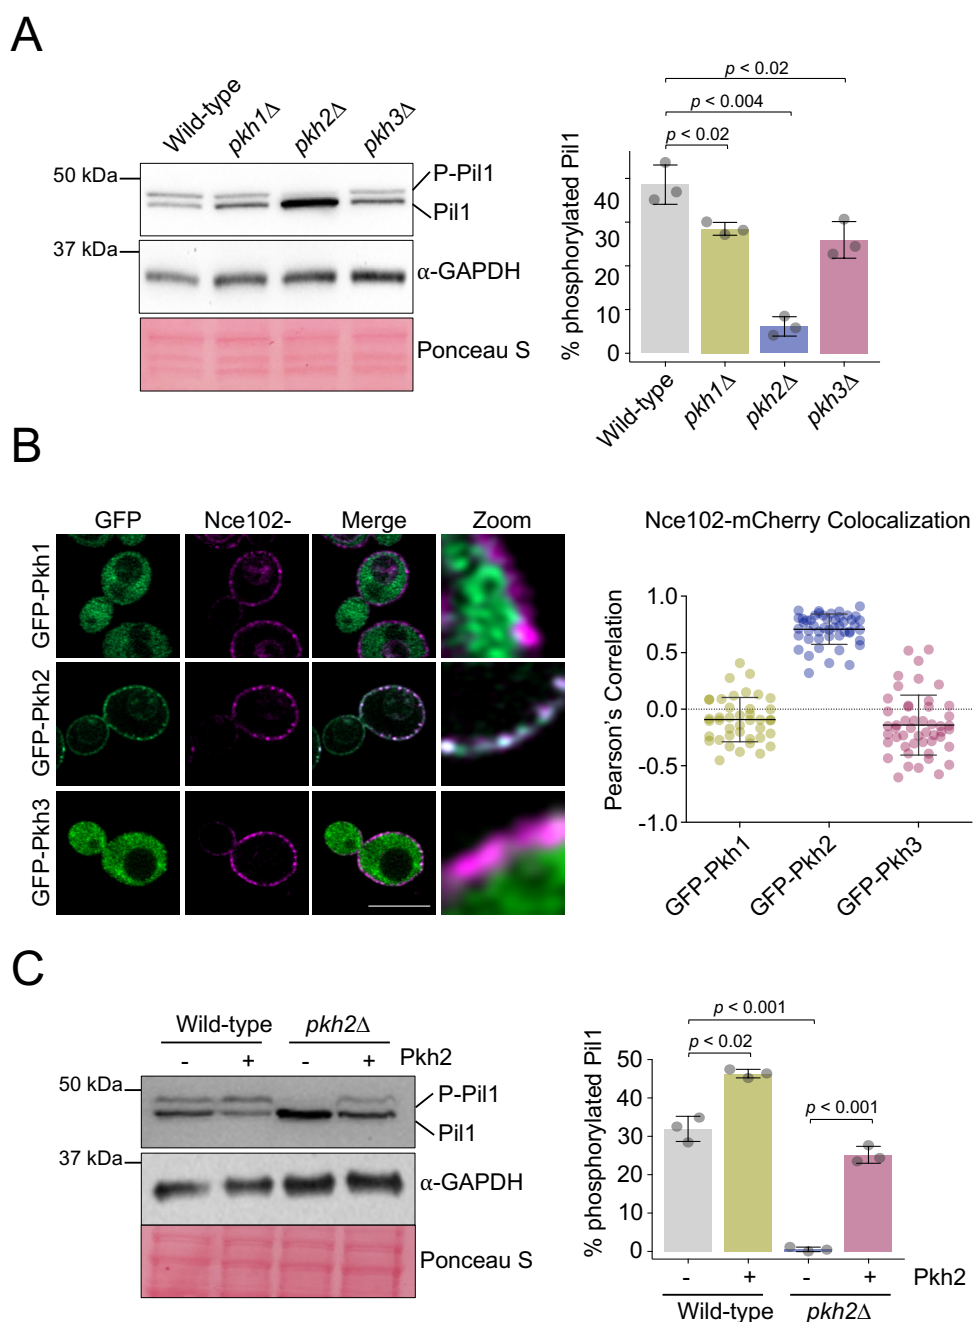 A
Wild-type pkh1Δ pkh2Δ pkh3Δ
50 kDa
P-Pil1
Pil1
37 kDa
α-GAPDH
Ponceau S
p < 0.02
p < 0.004
p < 0.02
% phosphorylated Pil1
40
30
20
10
0
Wild-type pkh1Δ pkh2Δ pkh3Δ
B
GFP Nce102- Merge Zoom
GFP-Pkh1
GFP-Pkh2
GFP-Pkh3
Nce102-mCherry Colocalization
Pearson's Correlation
1.0
0.5
0.0
-0.5
-1.0
GFP-Pkh1 GFP-Pkh2 GFP-Pkh3
C
Wild-type pkh2Δ
- + - + Pkh2
50 kDa
P-Pil1
Pil1
37 kDa
α-GAPDH
Ponceau S
p < 0.001
p < 0.02
p < 0.001
% phosphorylated Pil1
50
40
30
20
10
0
- + - + Pkh2
Wild-type pkh2Δ